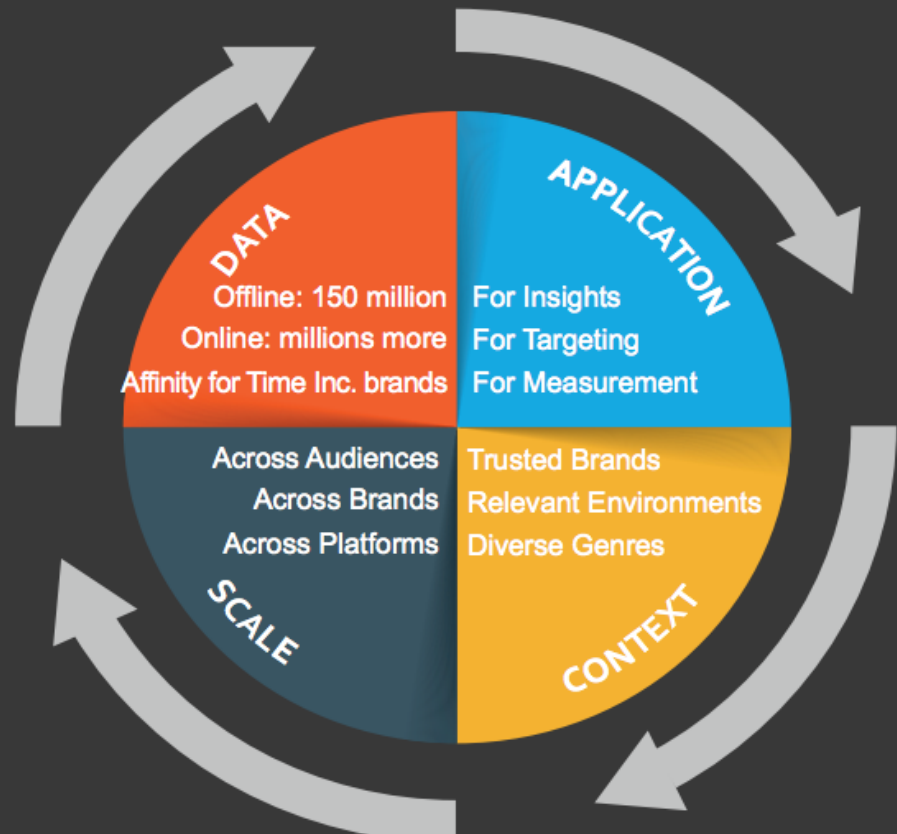 DATA
Offline: 150 million
Online: millions more
Affinity for Time Inc. brands
APPLICATION
For Insights
For Targeting
For Measurement
Across Audiences
Across Brands
Across Platforms
SCALE
Trusted Brands
Relevant Environments
Diverse Genres
CONTEXT